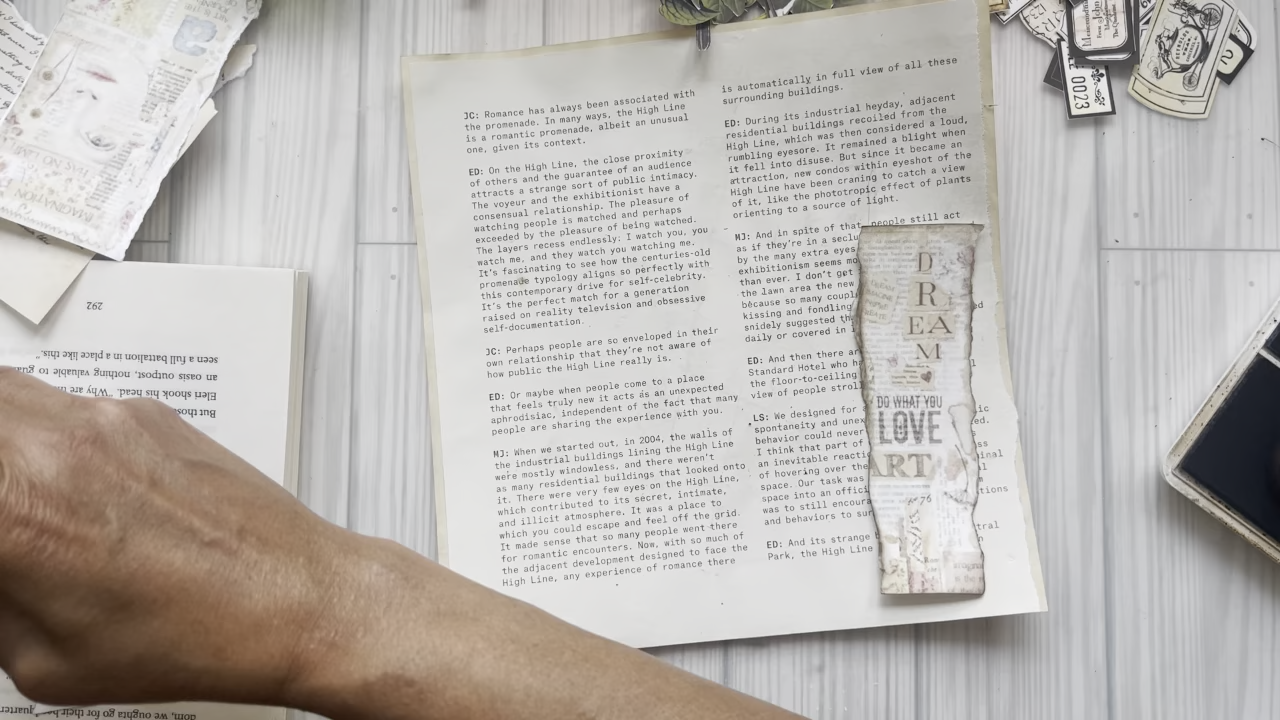 JC: Romance has always been associated with
the promenade. In many ways, the High Line
is a romantic promenade, albeit an unusual
one, given its context.
ED: On the High Line, the close proximity
of others and the guarantee of an audience
attracts a strange sort of public intimacy.
The voyeur and the exhibitionist have a
consensual relationship. The pleasure of
watching people is matched and perhaps
exceeded by the pleasure of being watched.
The layers recess endlessly: I watch you, you
watch me, and they watch you watching me.
It's fascinating to see how the centuries-old
promenade typology aligns so perfectly with
this contemporary drive for self-celebrity.
It's the perfect match for a generation
raised on reality television and obsessive
self-documentation.
JC: Perhaps people are so enveloped in their
own relationship that they're not aware of
how public the High Line really is.
ED: Or maybe when people come to a place
that feels truly new it acts as an unexpected
aphrodisiac, independent of the fact that many
people are sharing the experience with you.
MJ: When we started out, in 2004, the walls of
the industrial buildings lining the High Line
were mostly windowless, and there weren't
as many residential buildings that looked onto
it. There were very few eyes on the High Line,
which contributed to its secret, intimate,
and illicit atmosphere. It was a place to
which you could escape and feel off the grid.
It made sense that so many people went there
for romantic encounters. Now, with so much of
the adjacent development designed to face the
High Line, any experience of romance there
is automatically in full view of all these
surrounding buildings.
ED: During its industrial heyday, adjacent
residential buildings recoiled from the
High Line, which was then considered a loud,
rumbling eyesore. It remained a blight when
it fell into disuse. But since it became an
attraction, new condos within eyeshot of the
High Line have been craning to catch a view
of it, like the phototropic effect of plants
orienting to a source of light.
MJ: And in spite of that, people still act
as if they're in a
by the many extra eyes
exhibitionism seems
than ever. I don't get
the lawn area the new
because so many
kissing and fondling
snidely suggested
daily or covered in
ED: And then there
Standard Hotel who
the floor-to-ceiling
view of people
LS: We designed for
spontaneity and
behavior could never
I think that part of
an inevitable
of hovering over the
space. Our task was
space into an
was to still
and behaviors to
ED: And its strange
Park, the High Line
DREAM
DO WHAT YOU
LOVE
ART
76
0023
292
seen a full battalion in a place like this."
an oasis outpost, nothing valuable to
Elen shook his head. "Why are
But
we oughta go for their